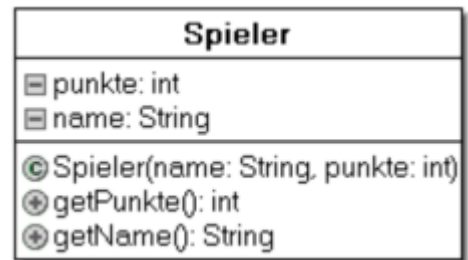 Spieler
punkte: int
name: String
Spieler(name: String, punkte: int)
getPunkte(): int
getName(): String